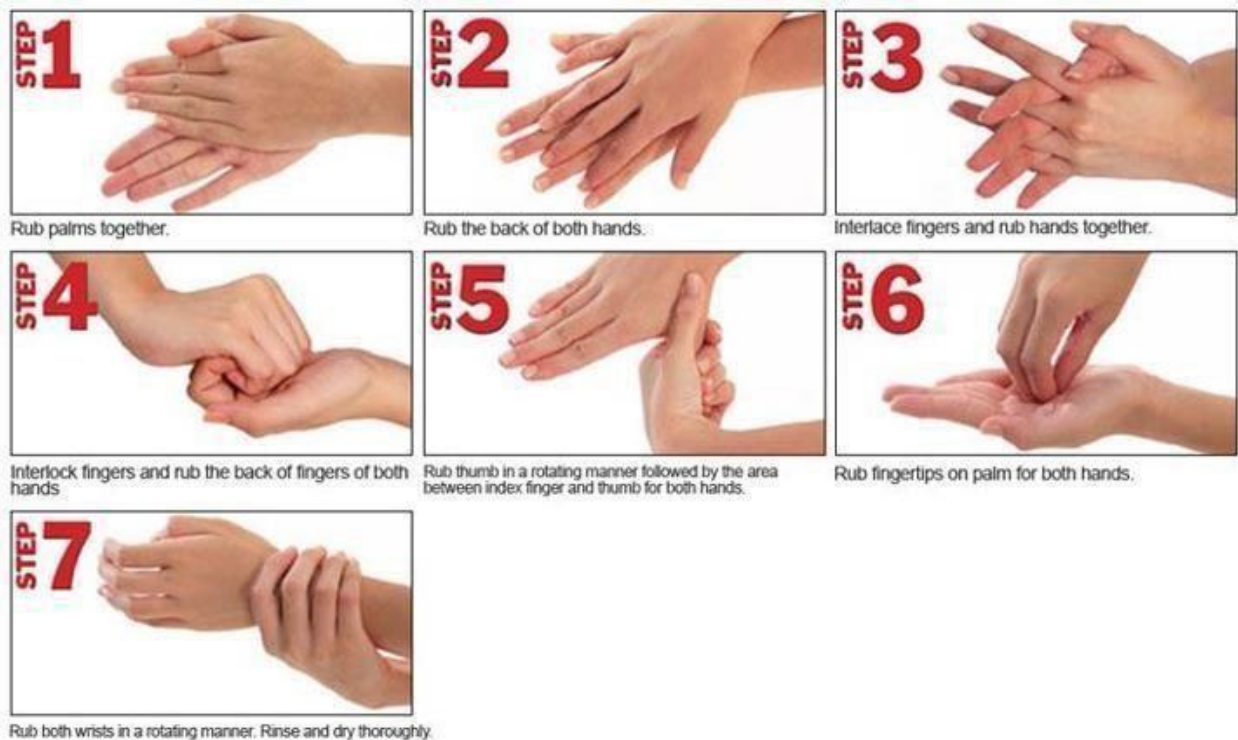 STEP 1
STEP 2
STEP 3
Rub palms together.
Rub the back of both hands.
Interlace fingers and rub hands together.
STEP 4
STEP 5
STEP 6
Interlock fingers and rub the back of fingers of both
hands
Rub thumb in a rotating manner followed by the area
between index finger and thumb for both hands.
Rub fingertips on palm for both hands.
STEP 7
Rub both wrists in a rotating manner. Rinse and dry thoroughly.